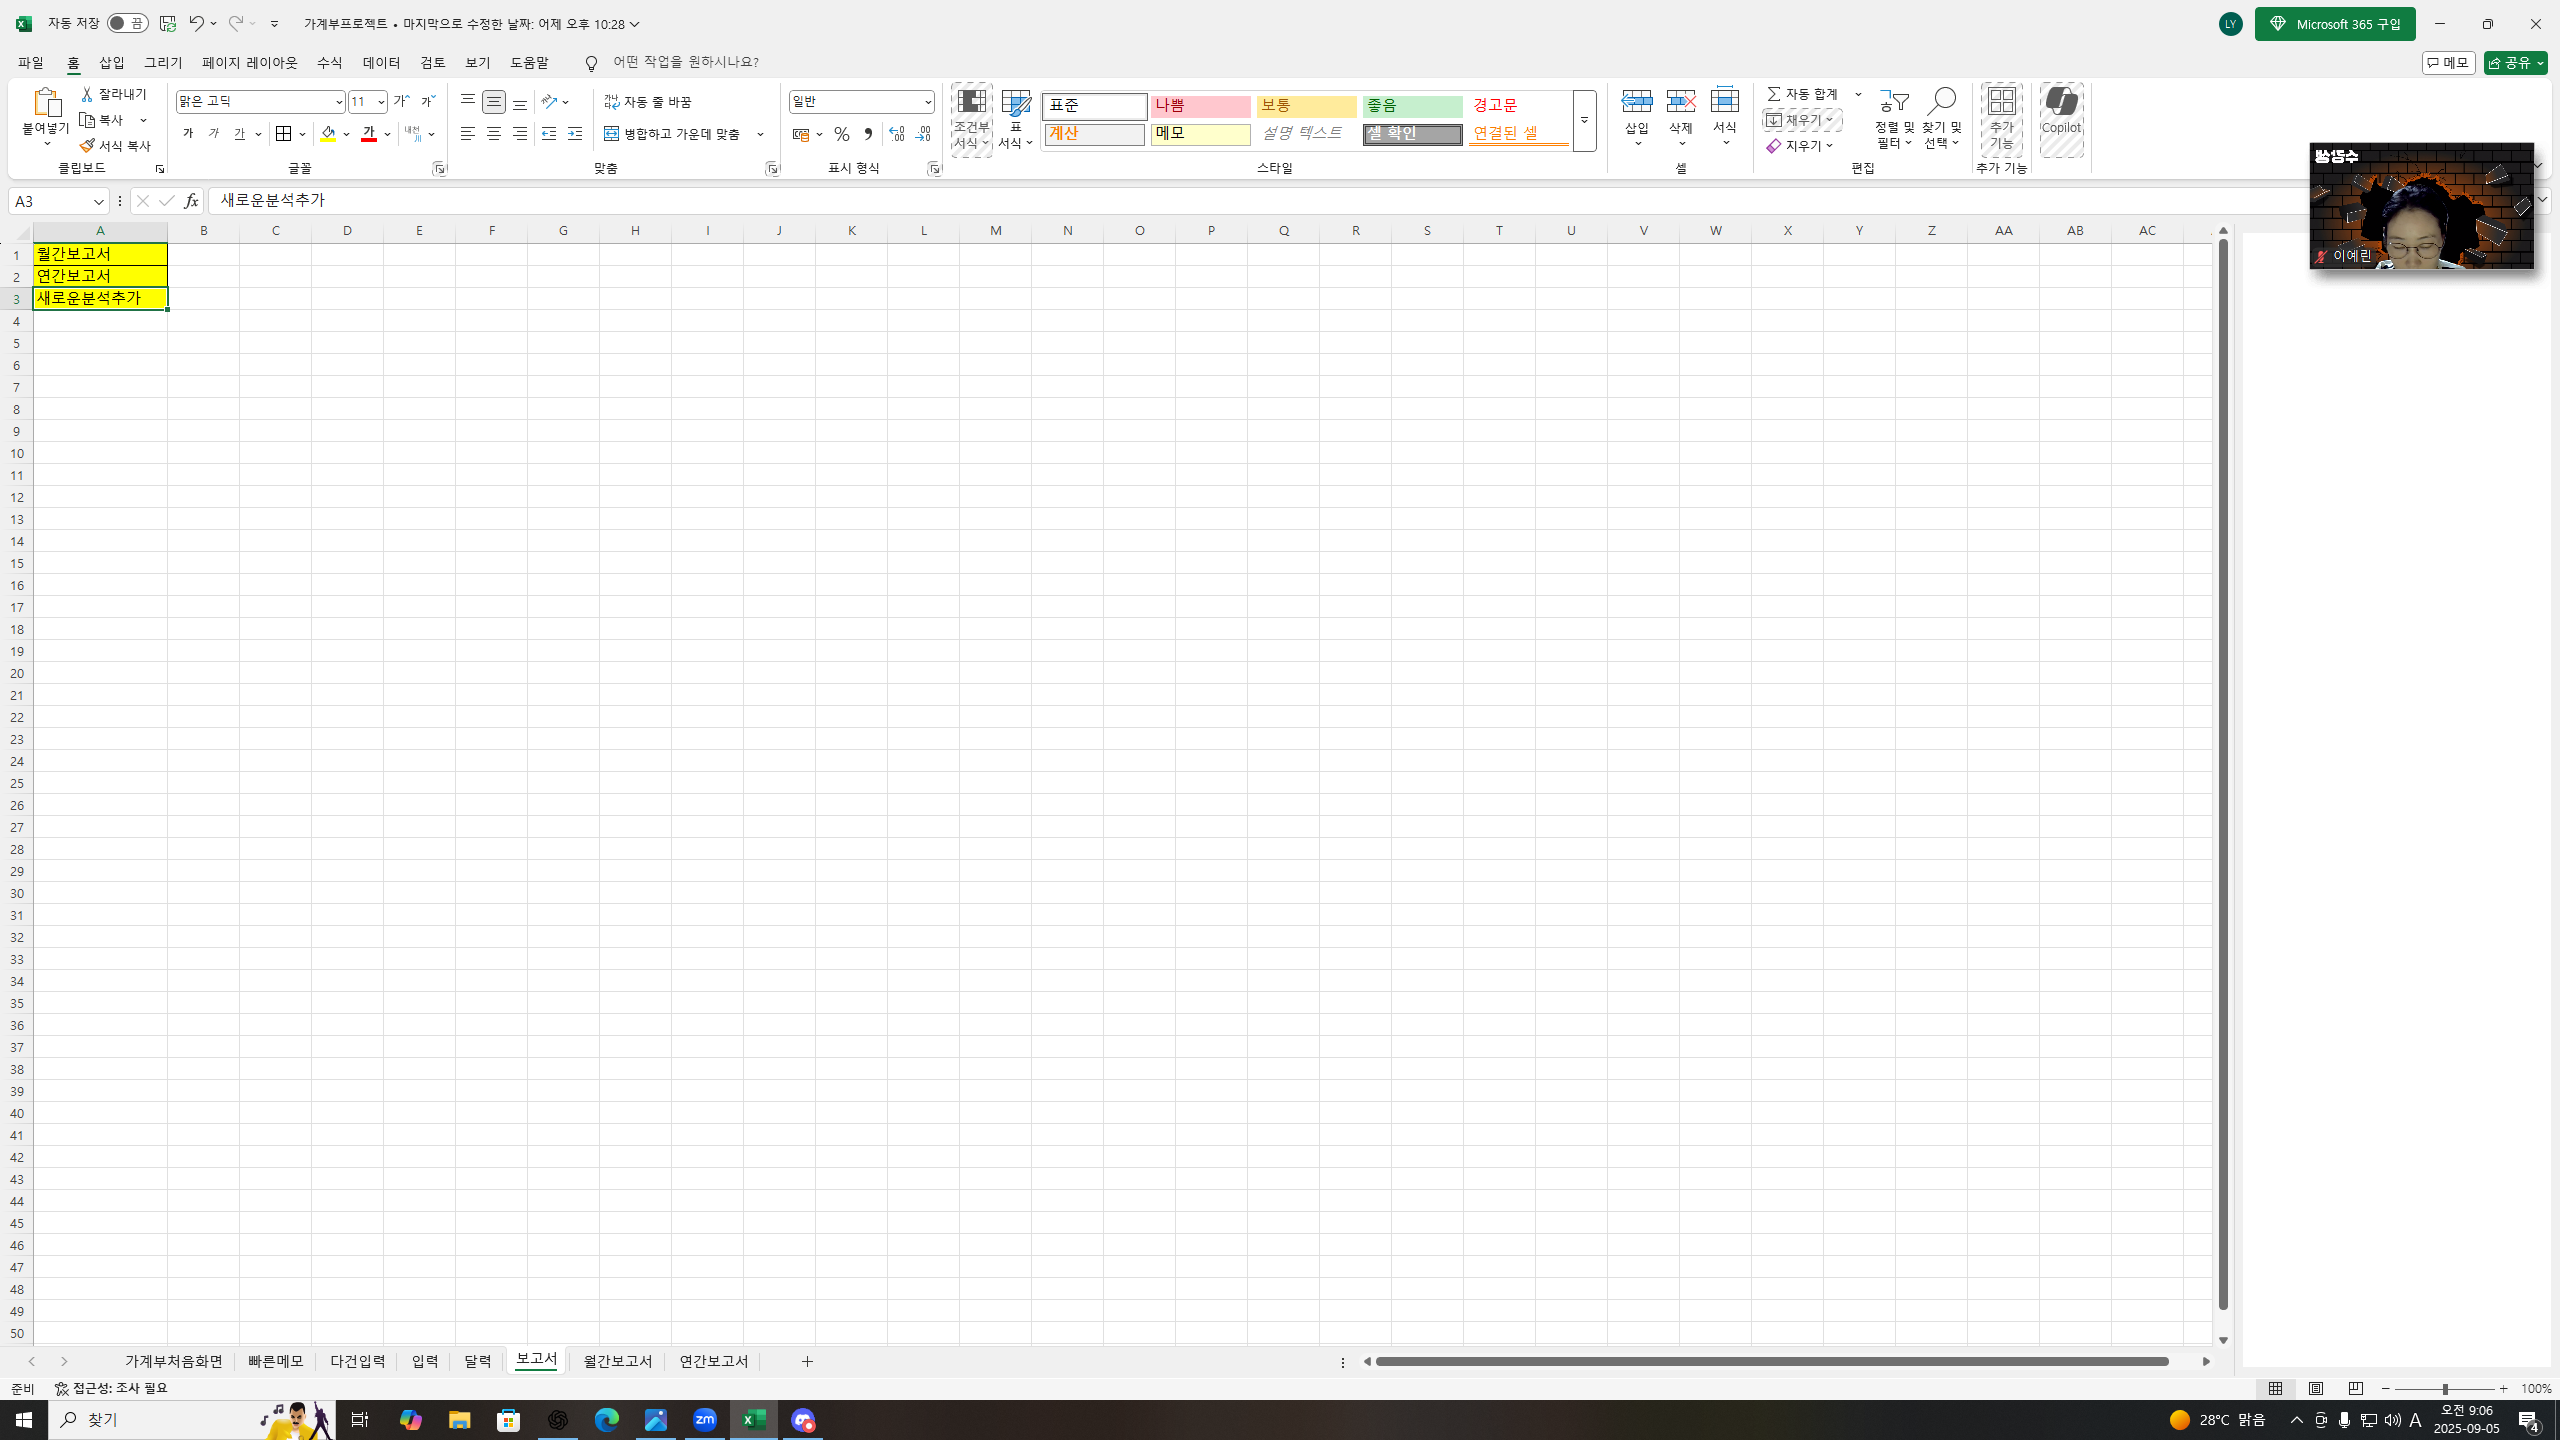 자동 저장 끔 가계부프로젝트 • 마지막으로 수정한 날짜: 어제 오후 10:28 LY Microsoft 365 구입
파일 홈 삽입 그리기 페이지 레이아웃 수식 데이터 검토 보기 도움말 어떤 작업을 원하시나요? 메모 공유
붙여넣기 잘라내기 복사 서식 복사 클립보드
맑은 고딕 11 가 가 가 가 가 가 내천 글꼴
자동 줄 바꿈 병합하고 가운데 맞춤 맞춤
일반 % 표시 형식
조건부 서식 표 서식 표준 나쁨 보통 좋음 경고문
계산 메모 설명 텍스트 셀 확인 연결된 셀 스타일
삽입 삭제 서식 셀
자동 합계 채우기 지우기 정렬 및 필터 찾기 및 선택 편집
추가 기능 추가 기능 Copilot
이예린
A3 fx 새로운분석추가
A B C D E F G H I J K L M N O P Q R S T U V W X Y Z AA AB AC
1 월간보고서
2 연간보고서
3 새로운분석추가
4
5
6
7
8
9
10
11
12
13
14
15
16
17
18
19
20
21
22
23
24
25
26
27
28
29
30
31
32
33
34
35
36
37
38
39
40
41
42
43
44
45
46
47
48
49
50
가계부처음화면 빠른메모 다건입력 입력 달력 보고서 월간보고서 연간보고서
준비 접근성: 조사 필요 100%
찾기 zm 28°C 맑음 A 오전 9:06
2025-09-05 4